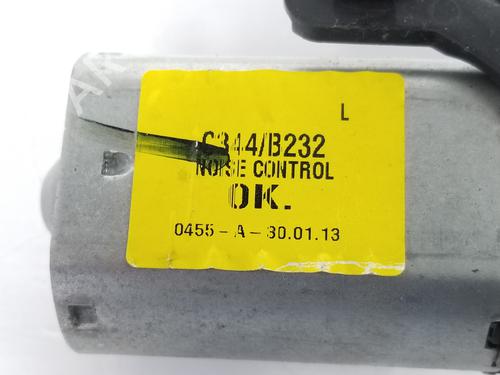 L
C344/B232
NOISE CONTROL
OK.
0455-A-30.01.13